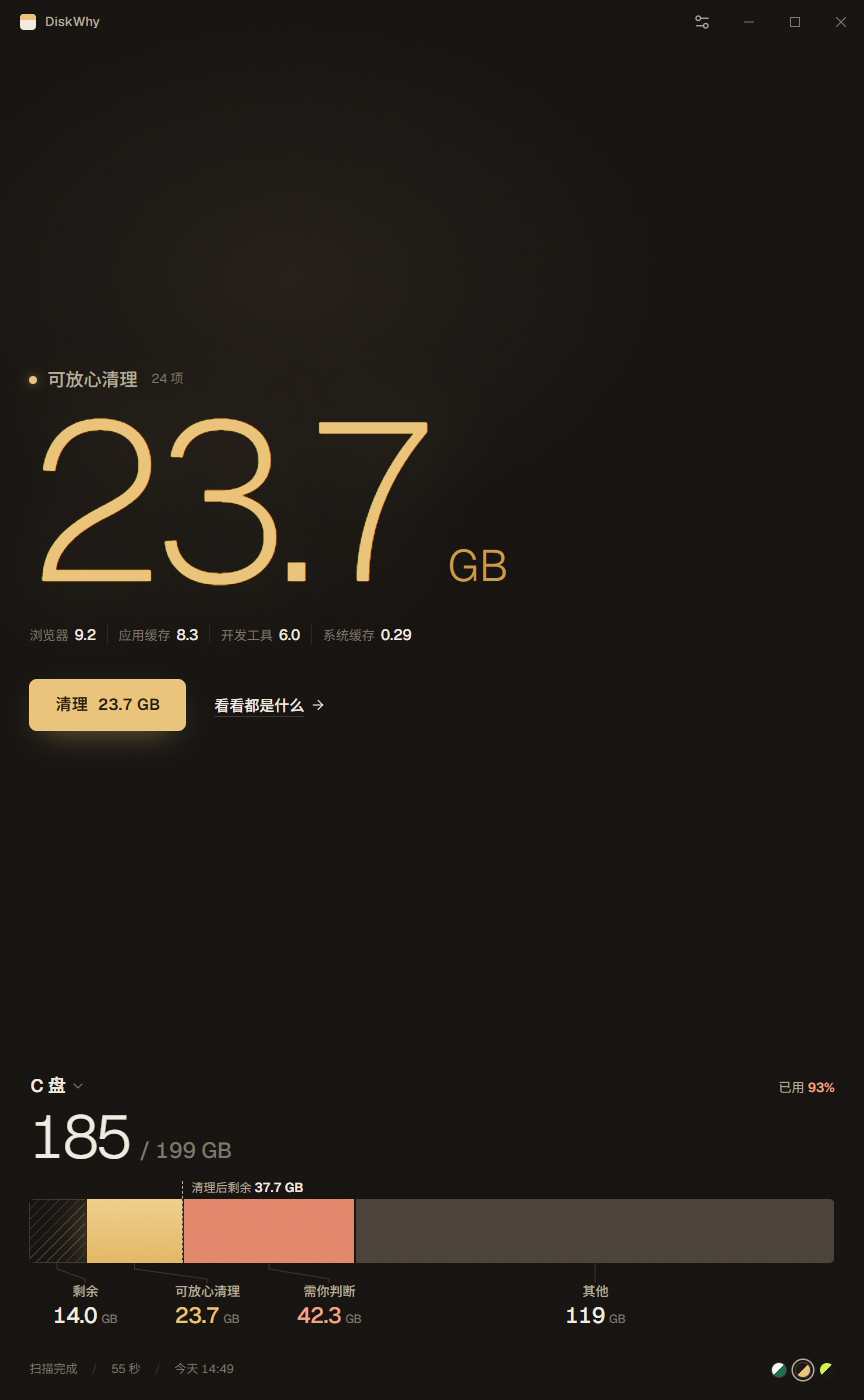 DiskWhy
可放心清理 24 项
23.7 GB
浏览器 9.2 应用缓存 8.3 开发工具 6.0 系统缓存 0.29
清理 23.7 GB 看看都是什么 →
C 盘 已用 93%
185 / 199 GB
清理后剩余 37.7 GB
剩余 可放心清理 需你判断 其他
14.0 GB 23.7 GB 42.3 GB 119 GB
扫描完成 / 55 秒 / 今天 14:49